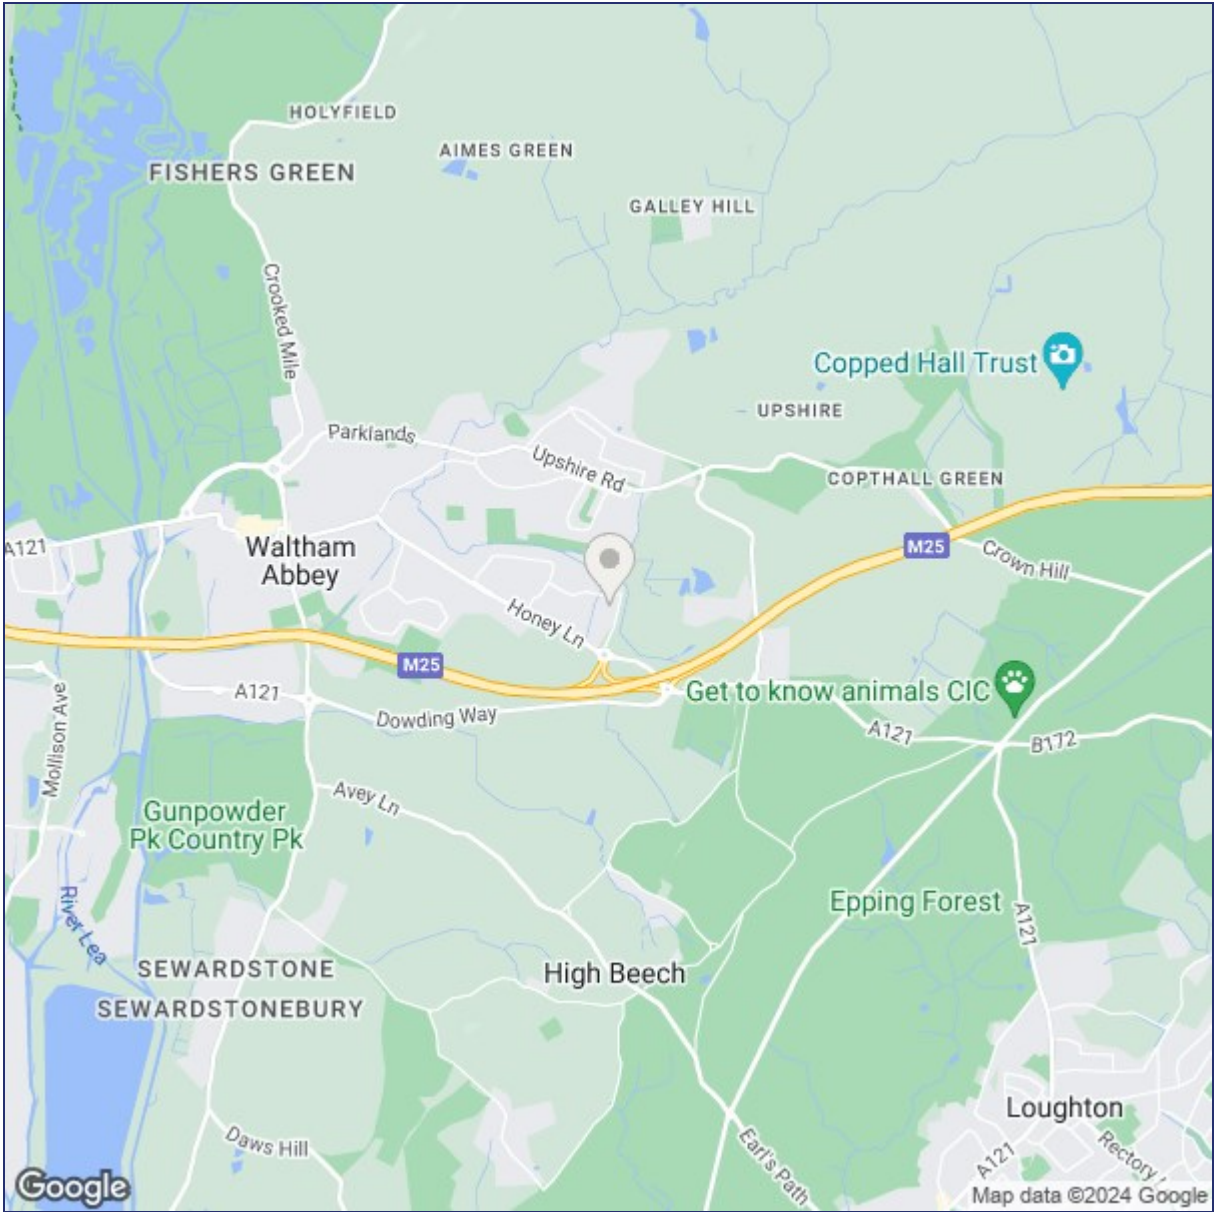 HOLYFIELD
AIMES GREEN
FISHERS GREEN
GALLEY HILL
Crooked Mile
Copped Hall Trust
UPSHIRE
Parklands
Upshire Rd
COPTHALL GREEN
A121
Waltham
Abbey
M25
Crown Hill
Honey Ln
M25
A121
Get to know animals CIC
Mollison Ave
Dowding Way
A121
B172
Avey Ln
Gunpowder
Pk Country Pk
River Lea
Epping Forest
A121
SEWARDSTONE
High Beech
SEWARDSTONEBURY
Loughton
Daws Hill
Earl's Path
A121
Rectory
Google
Map data ©2024 Google